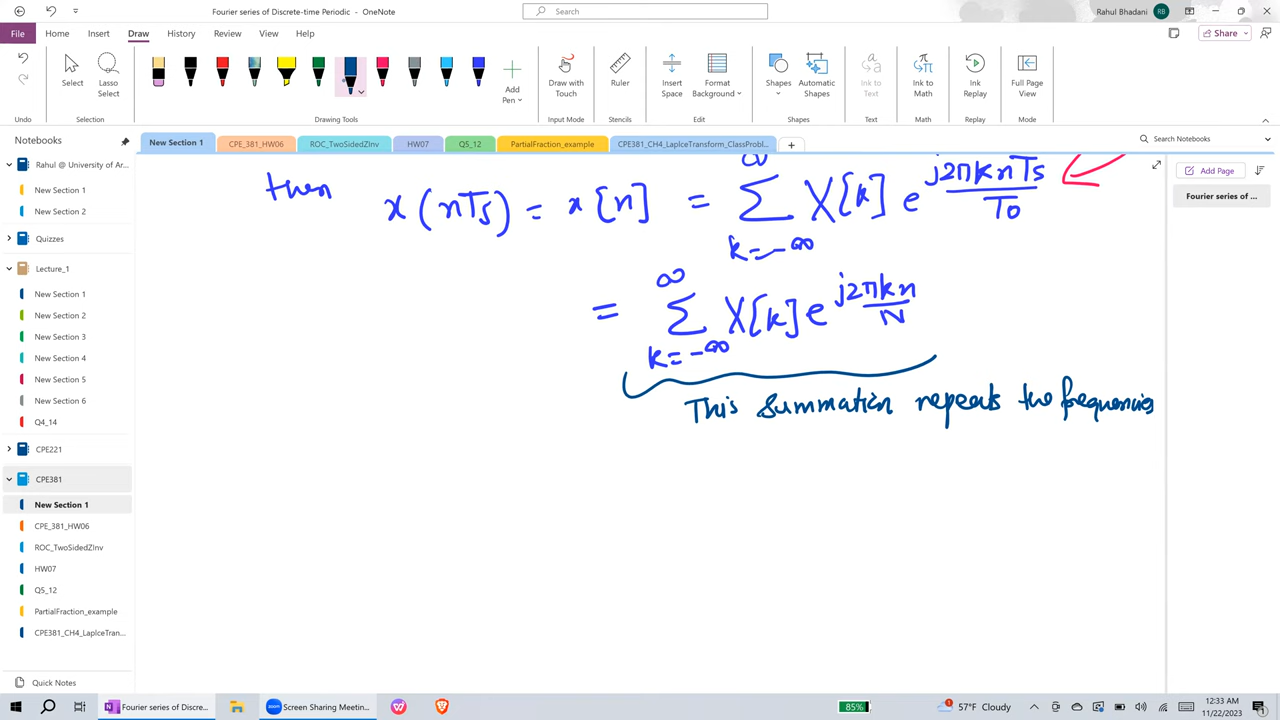 Fourier series of Discrete-time Periodic - OneNote
Search
Rahul Bhadani RB
File Home Insert Draw History Review View Help Share
Select
Lasso Select
Add Pen
Draw with Touch
Ruler
Insert Space
Format Background
Shapes
Automatic Shapes
Ink to Text
Ink to Math
Ink Replay
Full Page View
Undo Selection Drawing Tools Input Mode Stencils Edit Text Math Replay Mode
Notebooks
New Section 1 CPE_381_HW06 ROC_TwoSidedZInv HW07 Q5_12 PartialFraction_example CPE381_CH4_LaplceTransform_ClassProbl... +
Search Notebooks
Rahul @ University of Ar...
New Section 1
New Section 2
Quizzes
Lecture_1
New Section 1
New Section 2
New Section 3
New Section 4
New Section 5
New Section 6
Q4_14
CPE221
CPE381
New Section 1
CPE_381_HW06
ROC_TwoSidedZInv
HW07
Q5_12
PartialFraction_example
CPE381_CH4_LaplceTran...
Quick Notes
then x(nTs) = x[n] = ∞ ∑ k=-∞ X[k] e j2πknTs/To
= ∞ ∑ k=-∞ X[k] e j2πkn/N
This summation repeats the frequencies
Add Page
Fourier series of ...
Fourier series of Discre...
Screen Sharing Meetin...
85%
57°F Cloudy
12:33 AM
11/22/2023
1